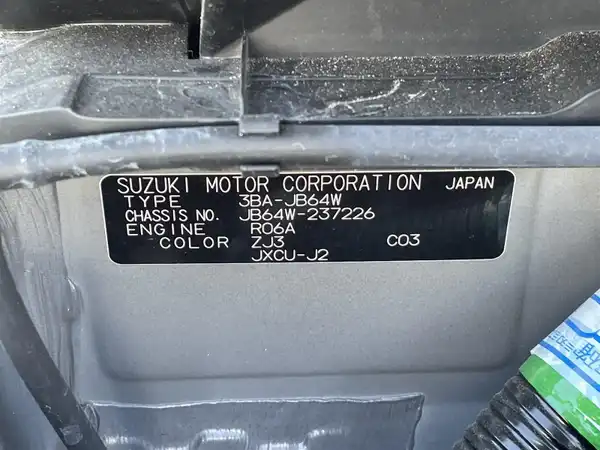 SUZUKI MOTOR CORPORATION JAPAN
TYPE 3BA-JB64W
CHASSIS NO. JB64W-237226
ENGINE R06A
COLOR ZJ3 C03
JXCU-J2